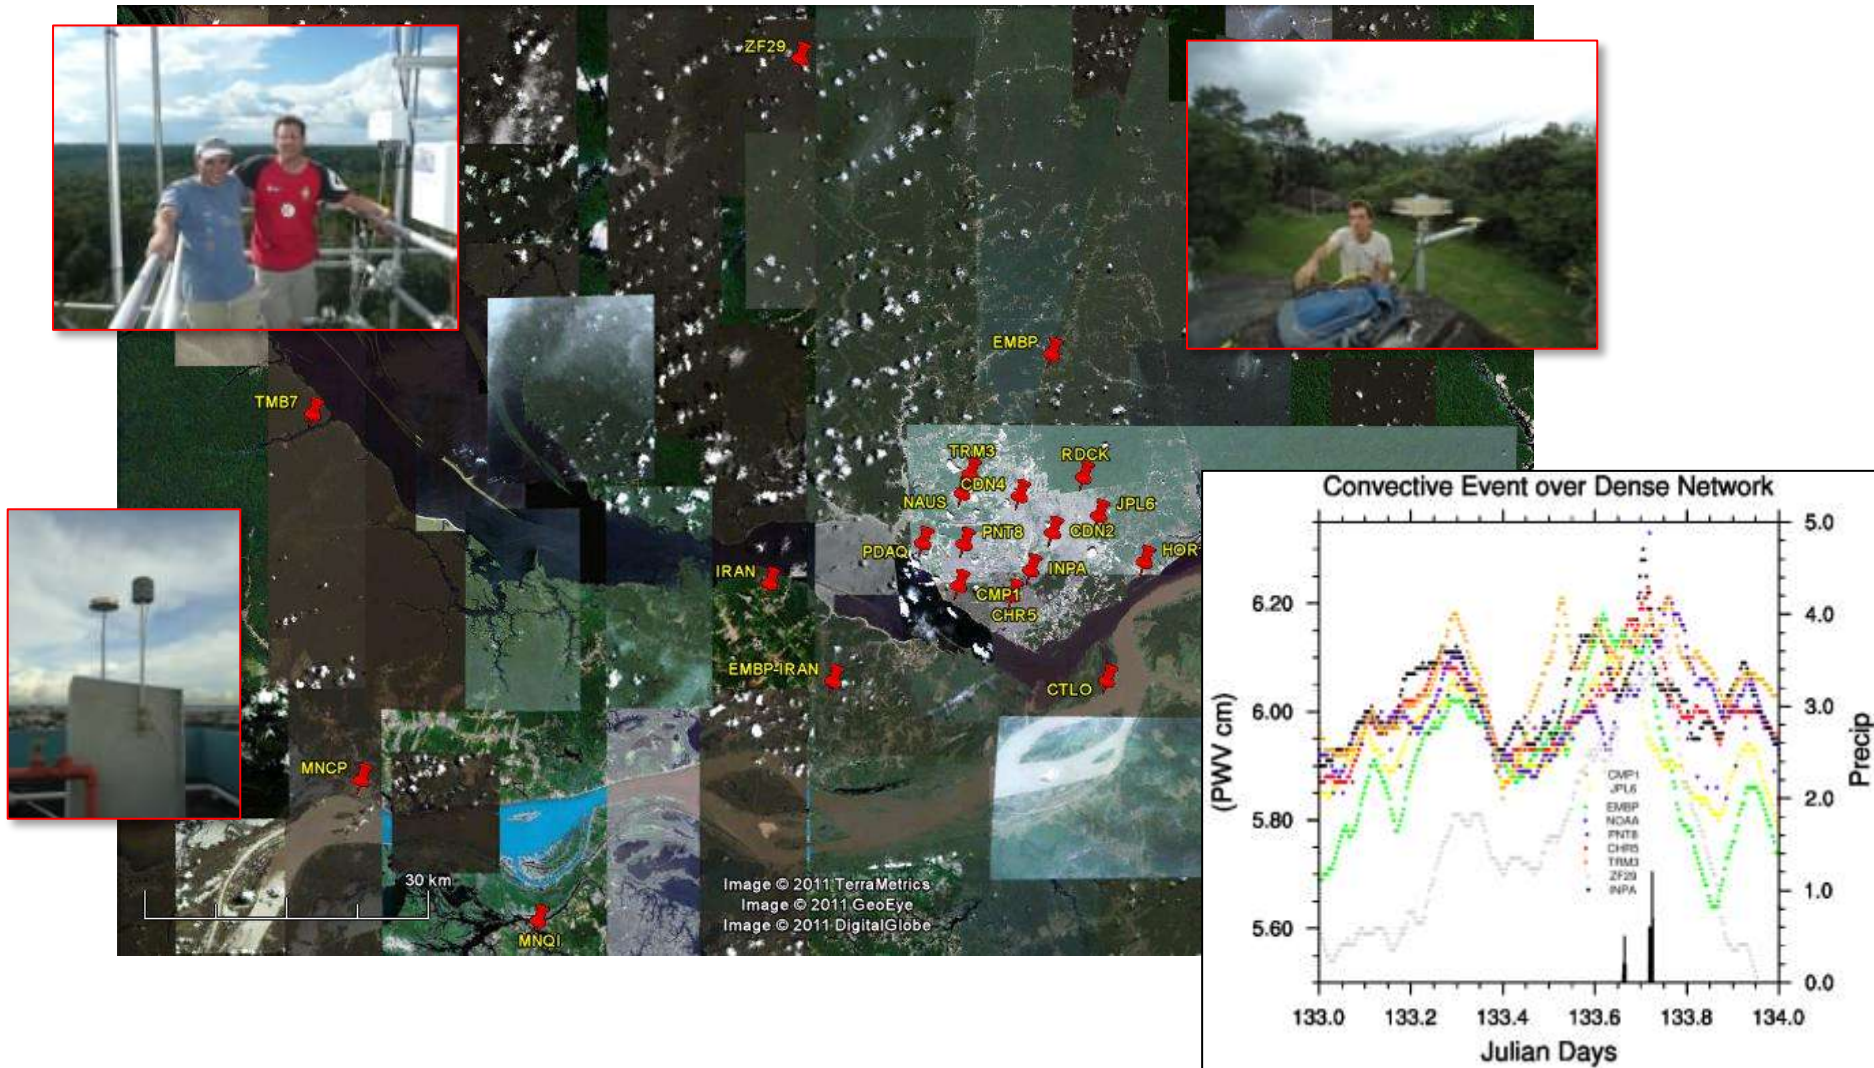 ZF29
EMBP
TMB7
TRM3
RDCK
CDN4
NAUS
JPL6
PNT8
CDN2
PDAQ
HOR
IRAN
INPA
CMP1
CHR5
EMBP-IRAN
CTLO
MNCP
30 km
Image © 2011 TerraMetrics
Image © 2011 GeoEye
Image © 2011 DigitalGlobe
MNQI
Convective Event over Dense Network
5.0
6.20
4.0
6.00
3.0
(PWV cm)
Precip
CMP1
JPL6
2.0
5.80
EMBP
NOAA
PNT8
CHR5
TRM3
ZF29
INPA
1.0
5.60
0.0
133.0 133.2 133.4 133.6 133.8 134.0
Julian Days